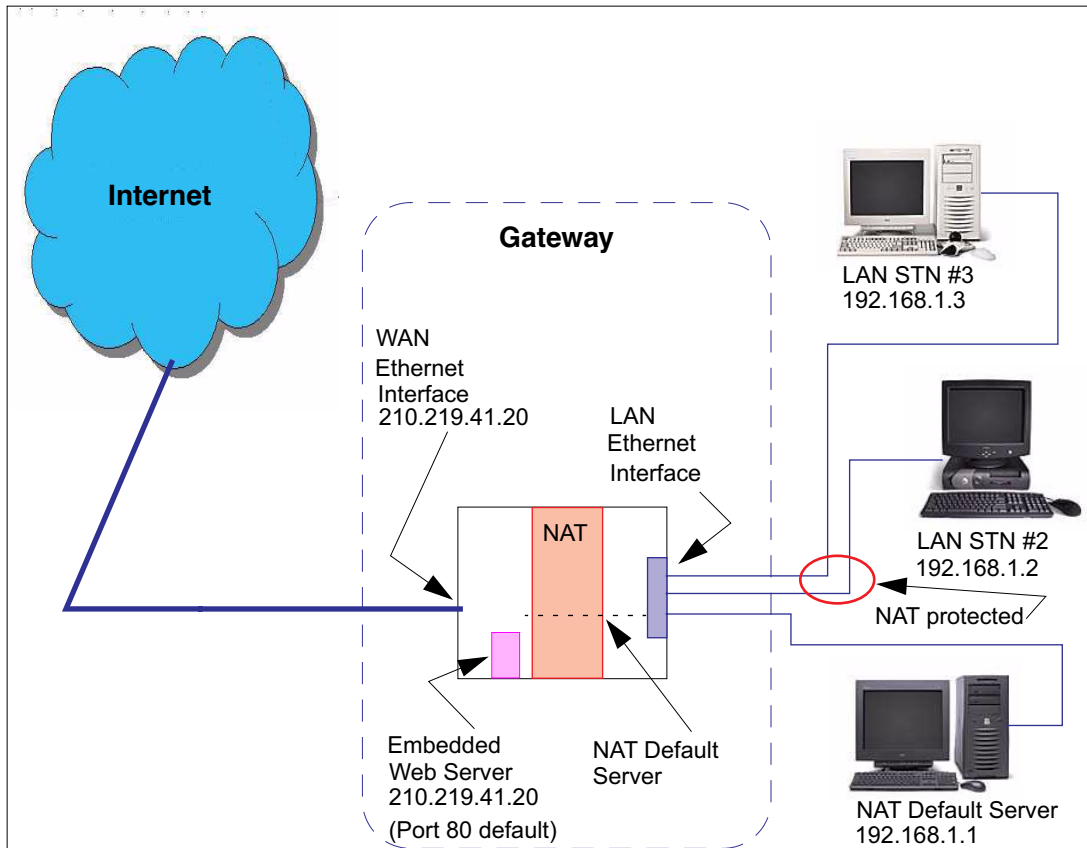 Internet
Gateway
LAN STN #3
192.168.1.3
WAN
Ethernet
Interface
210.219.41.20
LAN
Ethernet
Interface
NAT
LAN STN #2
192.168.1.2
NAT protected
Embedded
Web Server
210.219.41.20
(Port 80 default)
NAT Default
Server
NAT Default Server
192.168.1.1